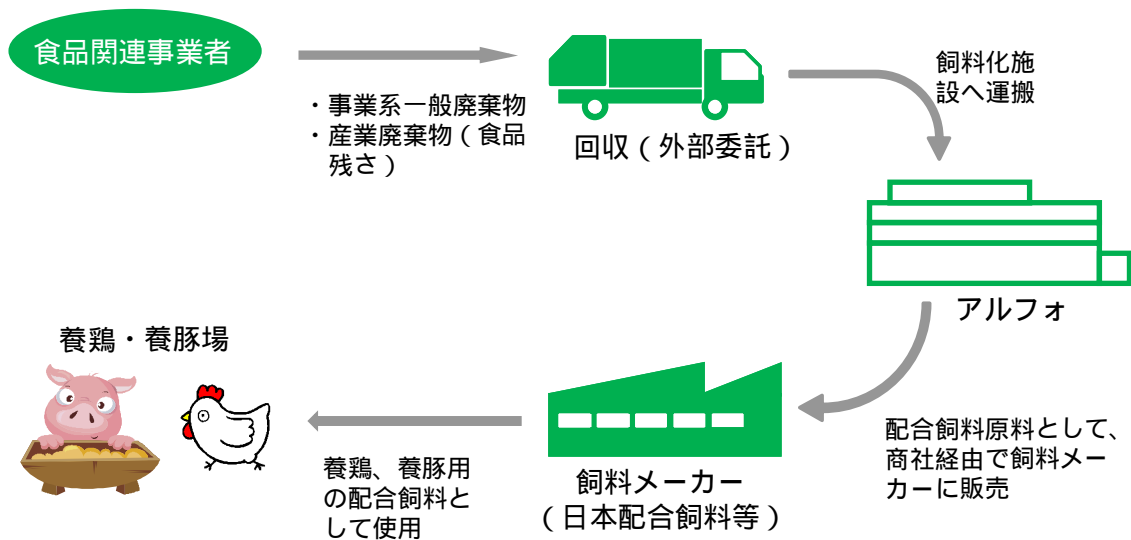 食品関連事業者
・事業系一般廃棄物
・産業廃棄物（食品
残さ）
回収（外部委託）
飼料化施
設へ運搬
アルフォ
配合飼料原料として、
商社経由で飼料メー
カーに販売
飼料メーカー
（日本配合飼料等）
養鶏、養豚用
の配合飼料と
して使用
養鶏・養豚場